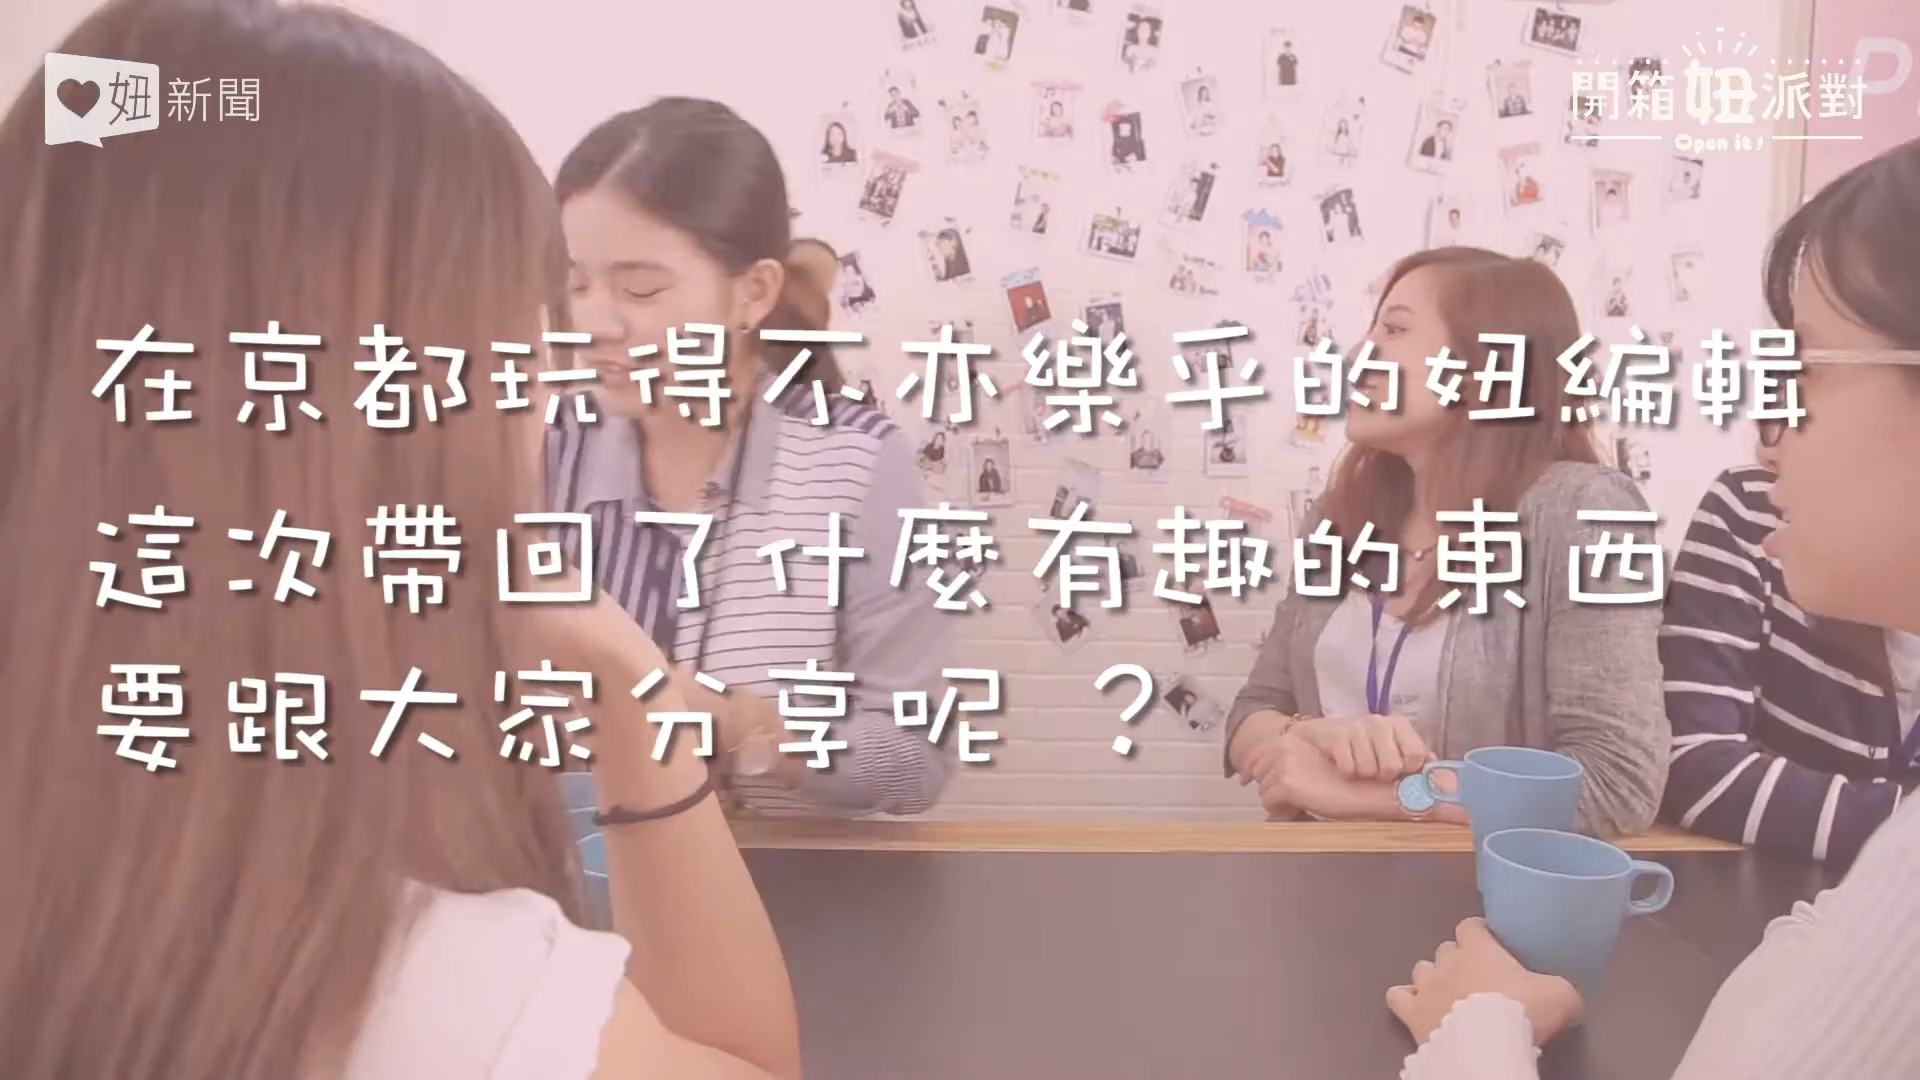 妞新聞
開箱妞派對
Open it!
在京都玩得不亦樂乎的妞編輯
這次帶回了什麼有趣的東西
要跟大家分享呢？